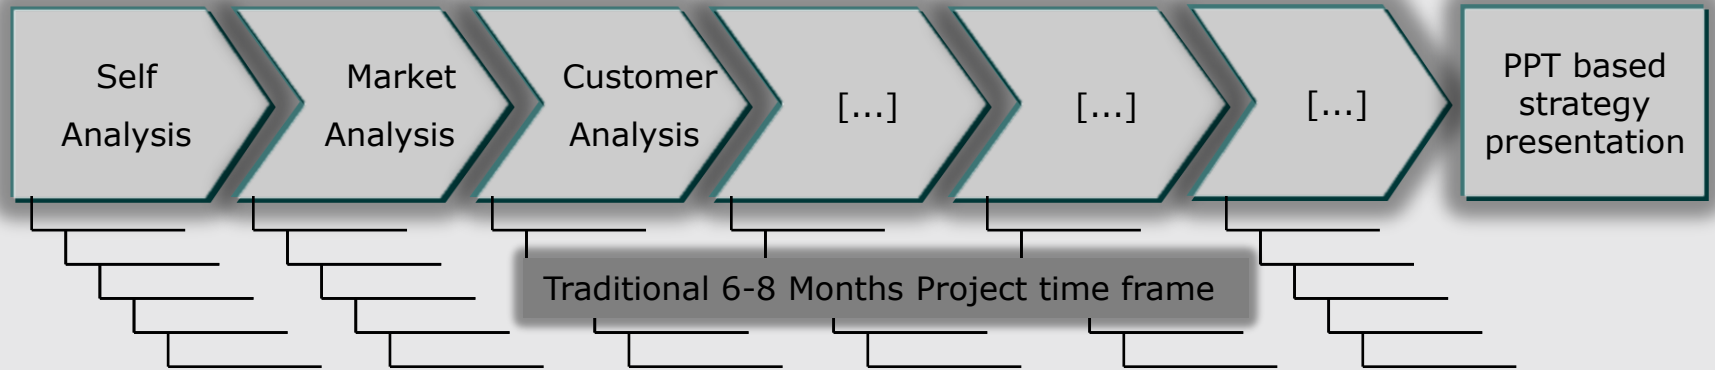 Self
Analysis
Market
Analysis
Customer
Analysis
[...]
[...]
[...]
PPT based
strategy
presentation
Traditional 6-8 Months Project time frame